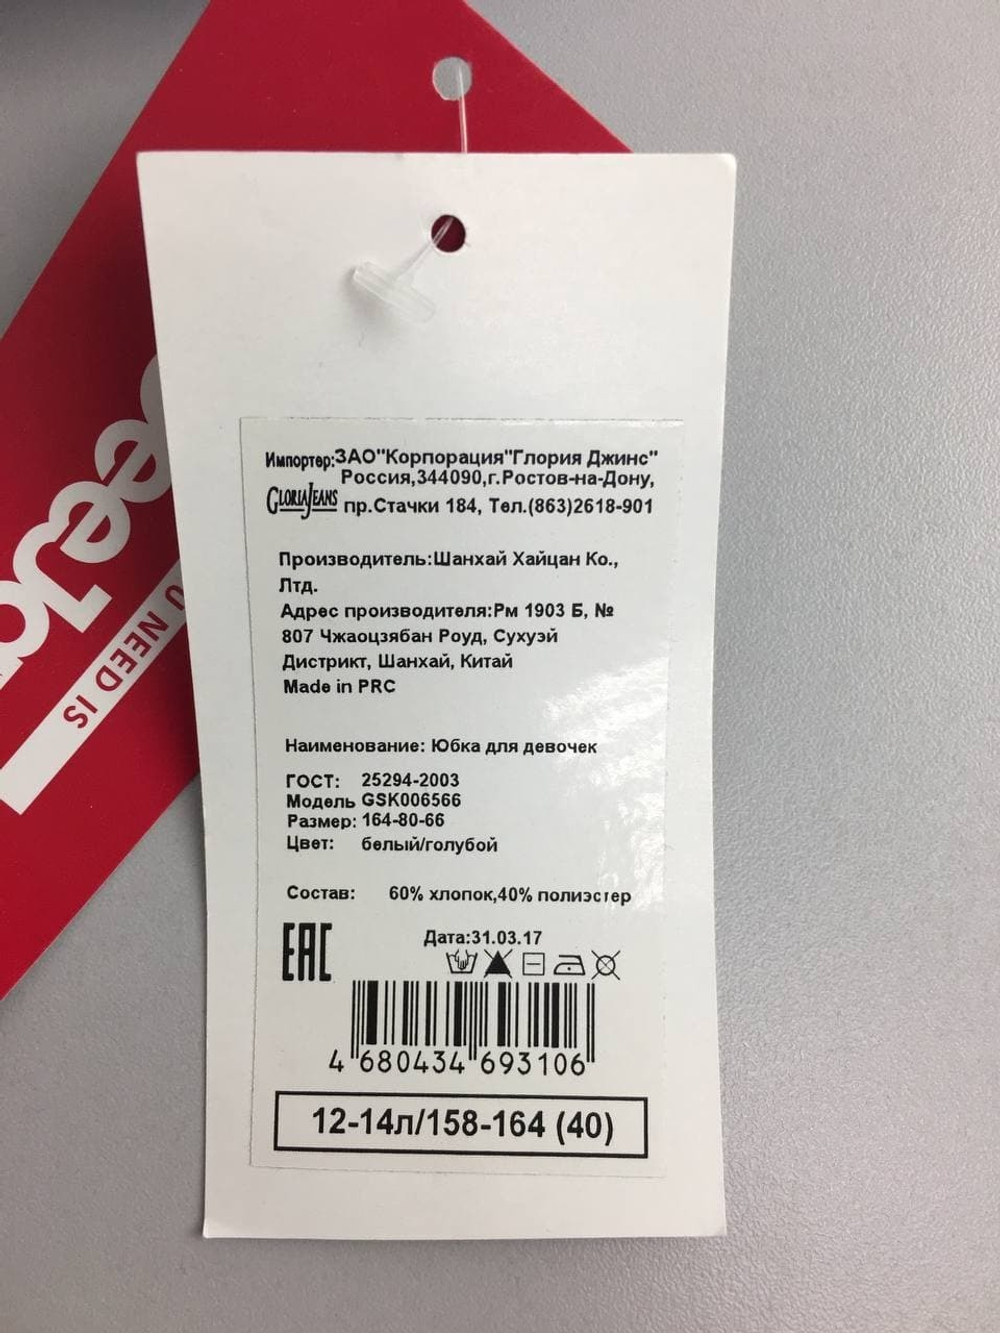 Импортер:ЗАО"Корпорация"Глория Джинс"
Россия,344090,г.Ростов-на-Дону,
GLORIA JEANS пр.Стачки 184, Тел.(863)2618-901
Производитель:Шанхай Хайцан Ко.,
Лтд.
Адрес производителя:Рм 1903 Б, №
807 Чжаоцзябан Роуд, Сухуэй
Дистрикт, Шанхай, Китай
Made in PRC
Наименование: Юбка для девочек
ГОСТ: 25294-2003
Модель GSK006566
Размер: 164-80-66
Цвет: белый/голубой
Состав: 60% хлопок,40% полиэстер
Дата:31.03.17
EAC
4 680434 693106
12-14л/158-164 (40)
NEED IS